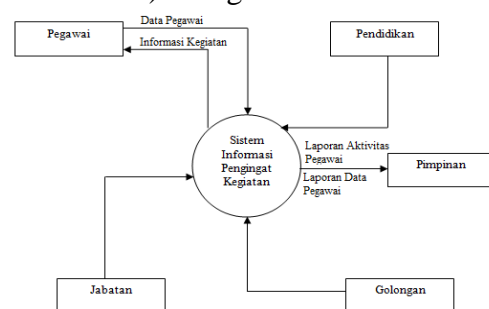 Data Pegawai
Pegawai
Pendidikan
Informasi Kegiatan
Sistem
Informasi
Pengingat
Kegiatan
Laporan Aktivitas
Pegawai
Laporan Data
Pegawai
Pimpinan
Jabatan
Golongan